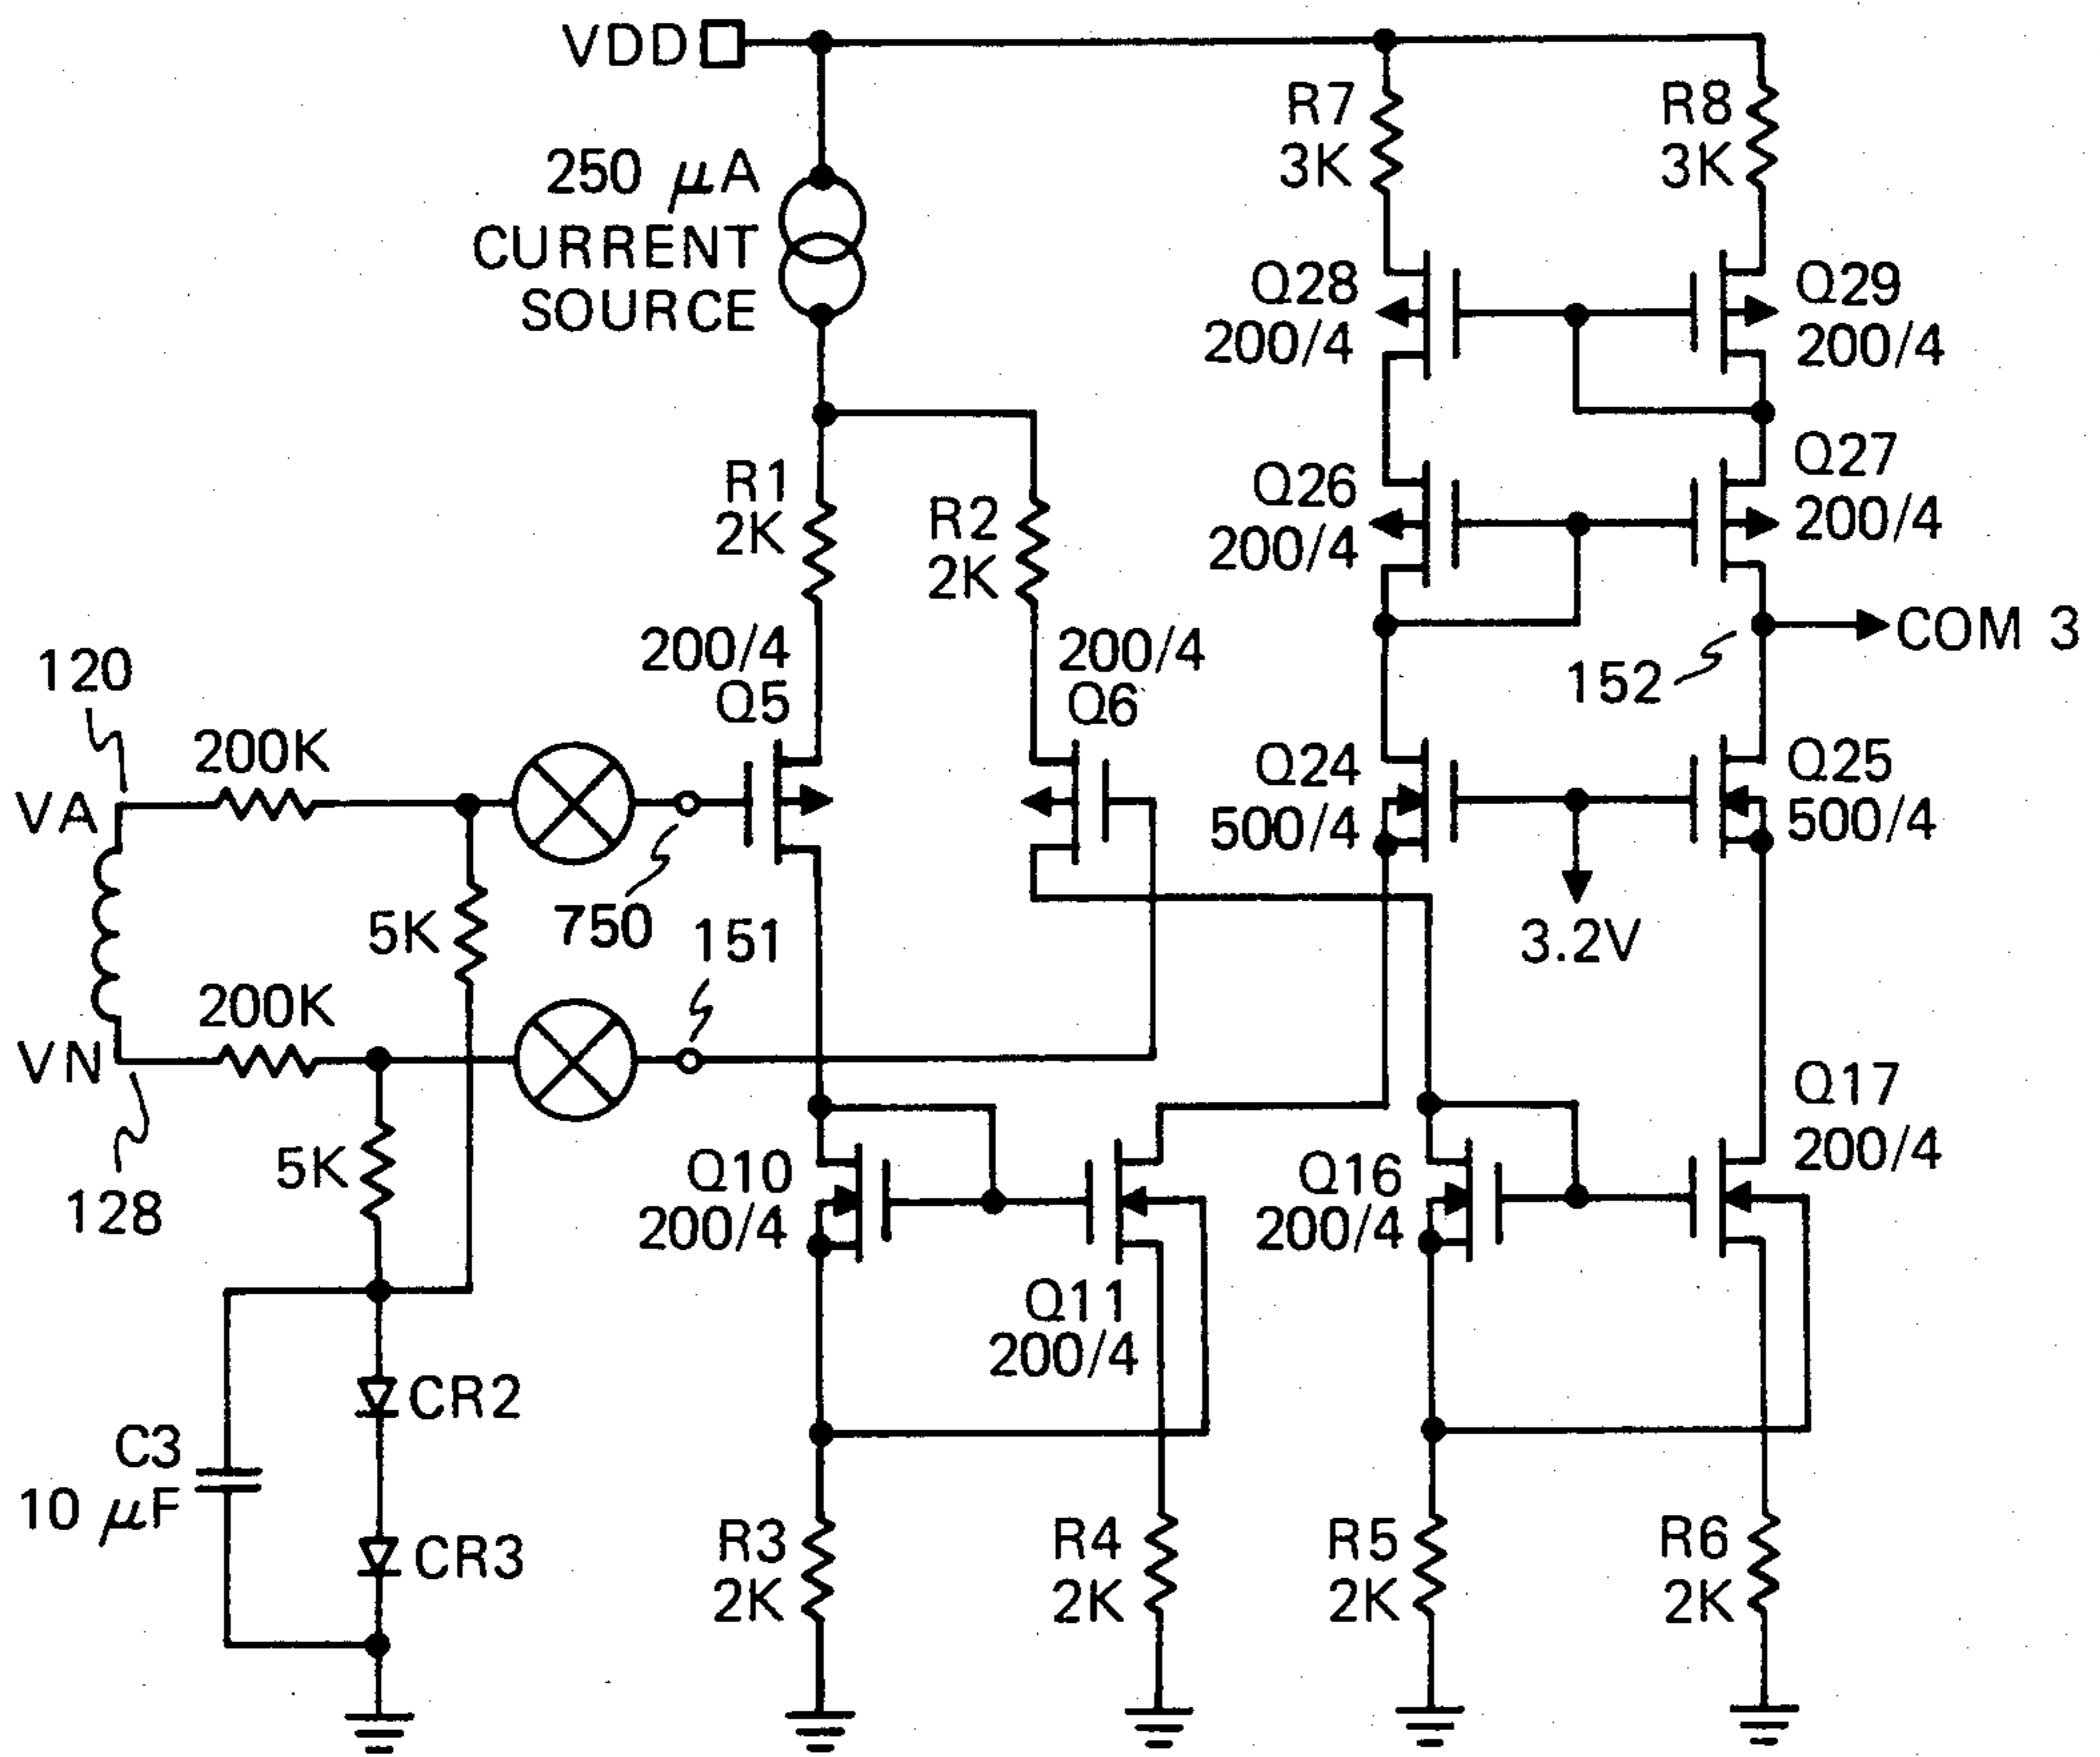 VDD
R7
3K
R8
3K
250 µA
CURRENT
SOURCE
Q28
200/4
Q29
200/4
R1
2K
R2
2K
Q26
200/4
Q27
200/4
COM 3
152
120
200/4
Q5
200/4
Q6
200K
VA
Q24
500/4
Q25
500/4
750
151
5K
3.2V
200K
VN
128
5K
Q10
200/4
Q11
200/4
Q16
200/4
Q17
200/4
CR2
C3
10 µF
CR3
R3
2K
R4
2K
R5
2K
R6
2K